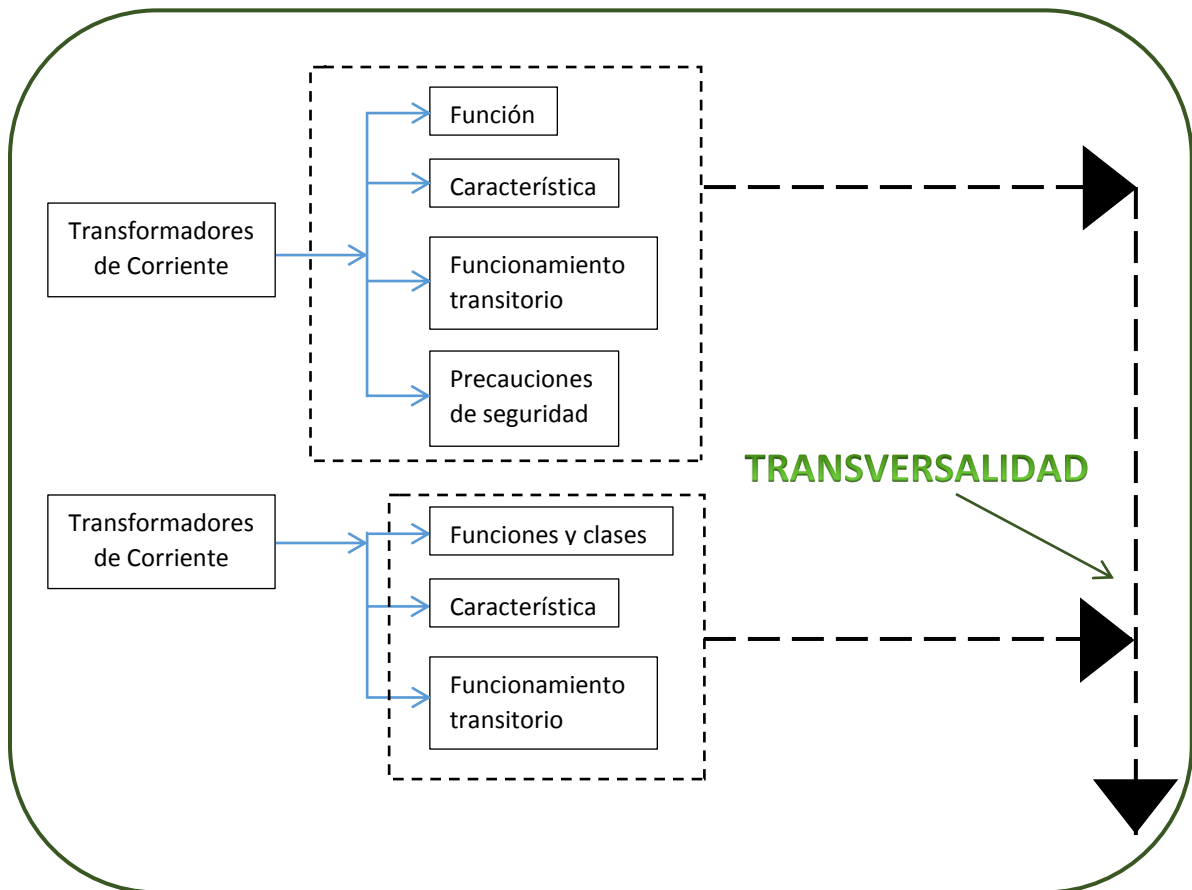 Función
Característica
Transformadores
de Corriente
Funcionamiento
transitorio
Precauciones
de seguridad
TRANSVERSALIDAD
Transformadores
de Corriente
Funciones y clases
Característica
Funcionamiento
transitorio